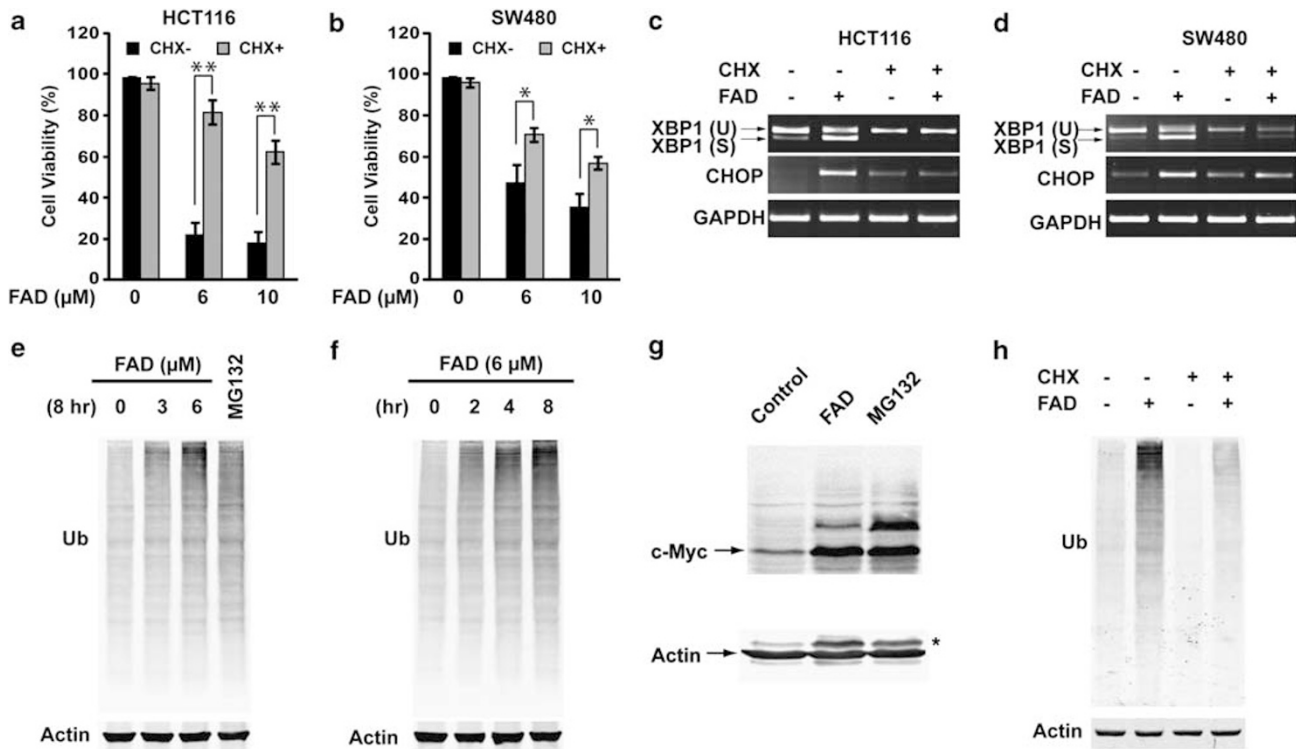 a
HCT116
CHX- CHX+
Cell Viability (%)
120
100
80
60
40
20
0
**
**
FAD (µM) 0 6 10
b
SW480
CHX- CHX+
Cell Viability (%)
120
100
80
60
40
20
0
*
*
FAD (µM) 0 6 10
c
HCT116
CHX - - + +
FAD - + - +
XBP1 (U)
XBP1 (S)
CHOP
GAPDH
d
SW480
CHX - - + +
FAD - + - +
XBP1 (U)
XBP1 (S)
CHOP
GAPDH
e
FAD (µM)
MG132
(8 hr) 0 3 6
Ub
Actin
f
FAD (6 µM)
(hr) 0 2 4 8
Ub
Actin
g
Control FAD MG132
c-Myc
Actin
*
h
CHX - - + +
FAD - + - +
Ub
Actin